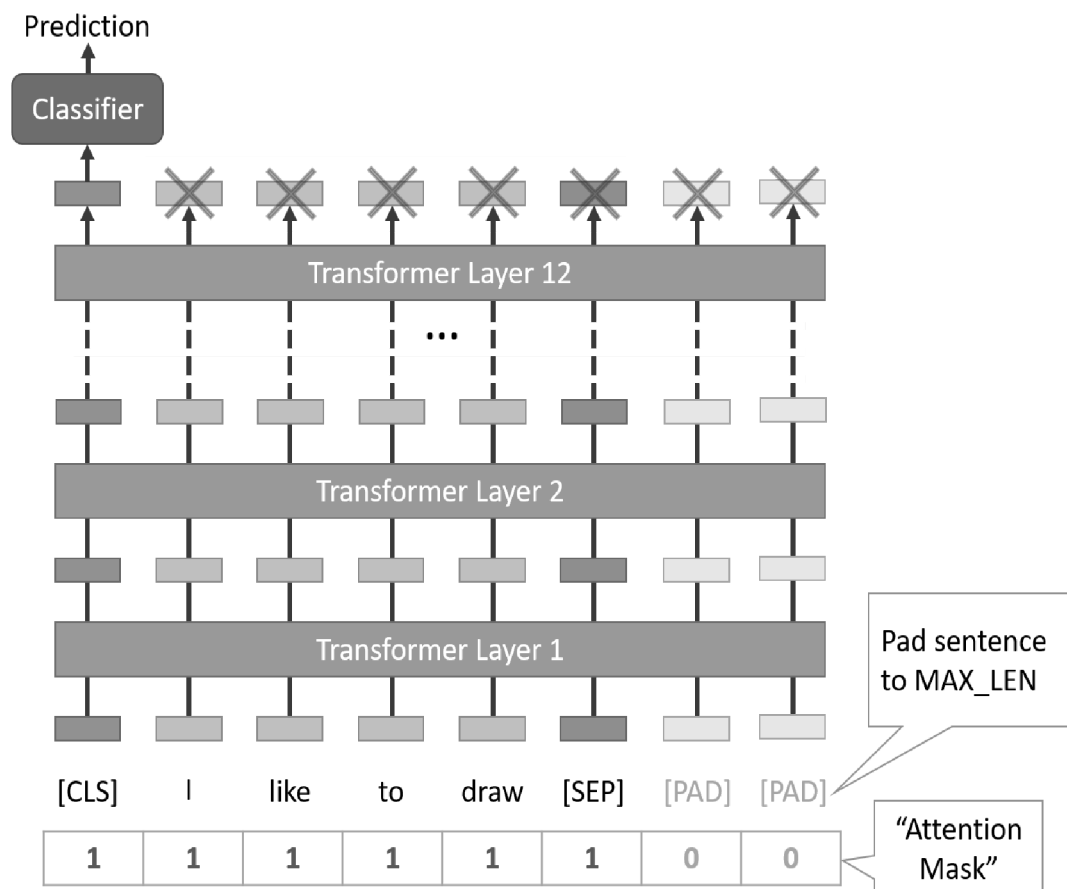 Prediction
Classifier
Transformer Layer 12
...
Transformer Layer 2
Transformer Layer 1
Pad sentence
to MAX_LEN
[CLS] I like to draw [SEP] [PAD] [PAD]
1 1 1 1 1 1 0 0
“Attention
Mask”